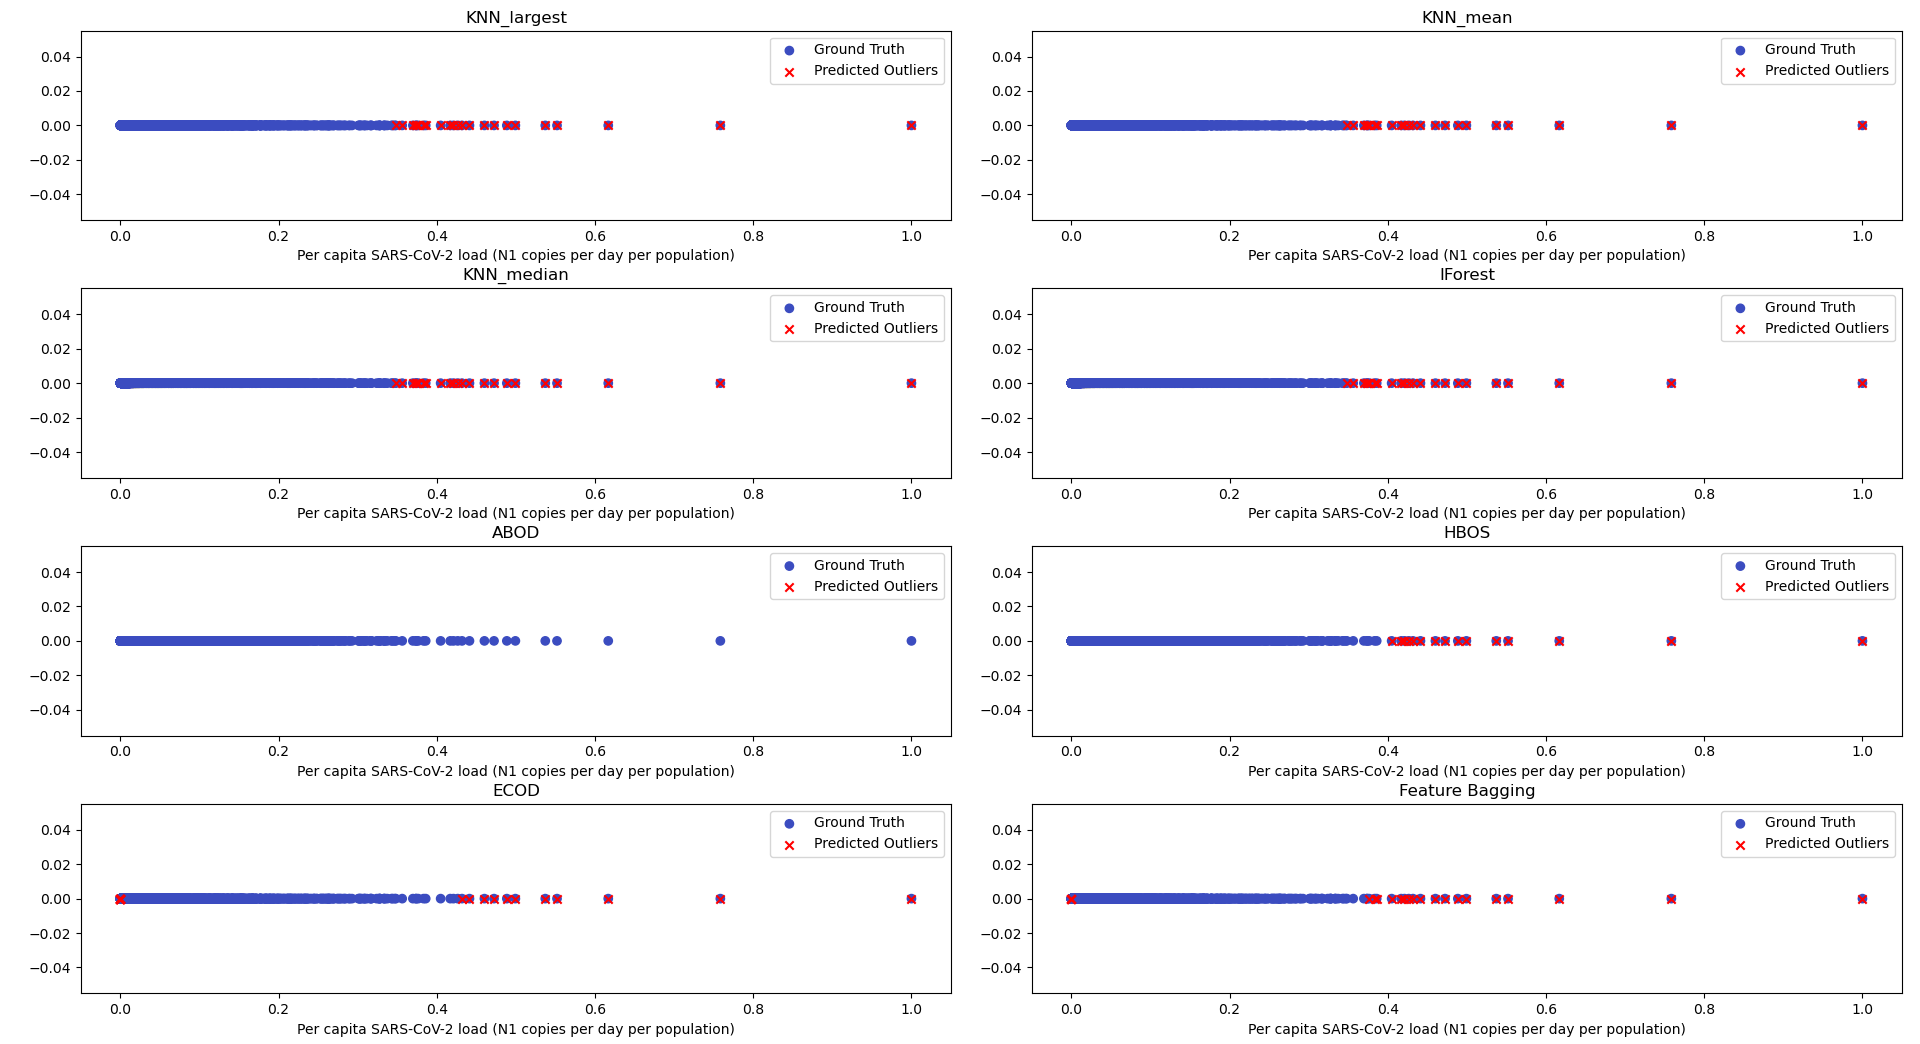 KNN_largest
0.04
0.02
0.00
−0.02
−0.04
Ground Truth
Predicted Outliers
0.0 0.2 0.4 0.6 0.8 1.0
Per capita SARS-CoV-2 load (N1 copies per day per population)
KNN_mean
0.04
0.02
0.00
−0.02
−0.04
Ground Truth
Predicted Outliers
0.0 0.2 0.4 0.6 0.8 1.0
Per capita SARS-CoV-2 load (N1 copies per day per population)
KNN_median
0.04
0.02
0.00
−0.02
−0.04
Ground Truth
Predicted Outliers
0.0 0.2 0.4 0.6 0.8 1.0
Per capita SARS-CoV-2 load (N1 copies per day per population)
IForest
0.04
0.02
0.00
−0.02
−0.04
Ground Truth
Predicted Outliers
0.0 0.2 0.4 0.6 0.8 1.0
Per capita SARS-CoV-2 load (N1 copies per day per population)
ABOD
0.04
0.02
0.00
−0.02
−0.04
Ground Truth
Predicted Outliers
0.0 0.2 0.4 0.6 0.8 1.0
Per capita SARS-CoV-2 load (N1 copies per day per population)
HBOS
0.04
0.02
0.00
−0.02
−0.04
Ground Truth
Predicted Outliers
0.0 0.2 0.4 0.6 0.8 1.0
Per capita SARS-CoV-2 load (N1 copies per day per population)
ECOD
0.04
0.02
0.00
−0.02
−0.04
Ground Truth
Predicted Outliers
0.0 0.2 0.4 0.6 0.8 1.0
Per capita SARS-CoV-2 load (N1 copies per day per population)
Feature Bagging
0.04
0.02
0.00
−0.02
−0.04
Ground Truth
Predicted Outliers
0.0 0.2 0.4 0.6 0.8 1.0
Per capita SARS-CoV-2 load (N1 copies per day per population)